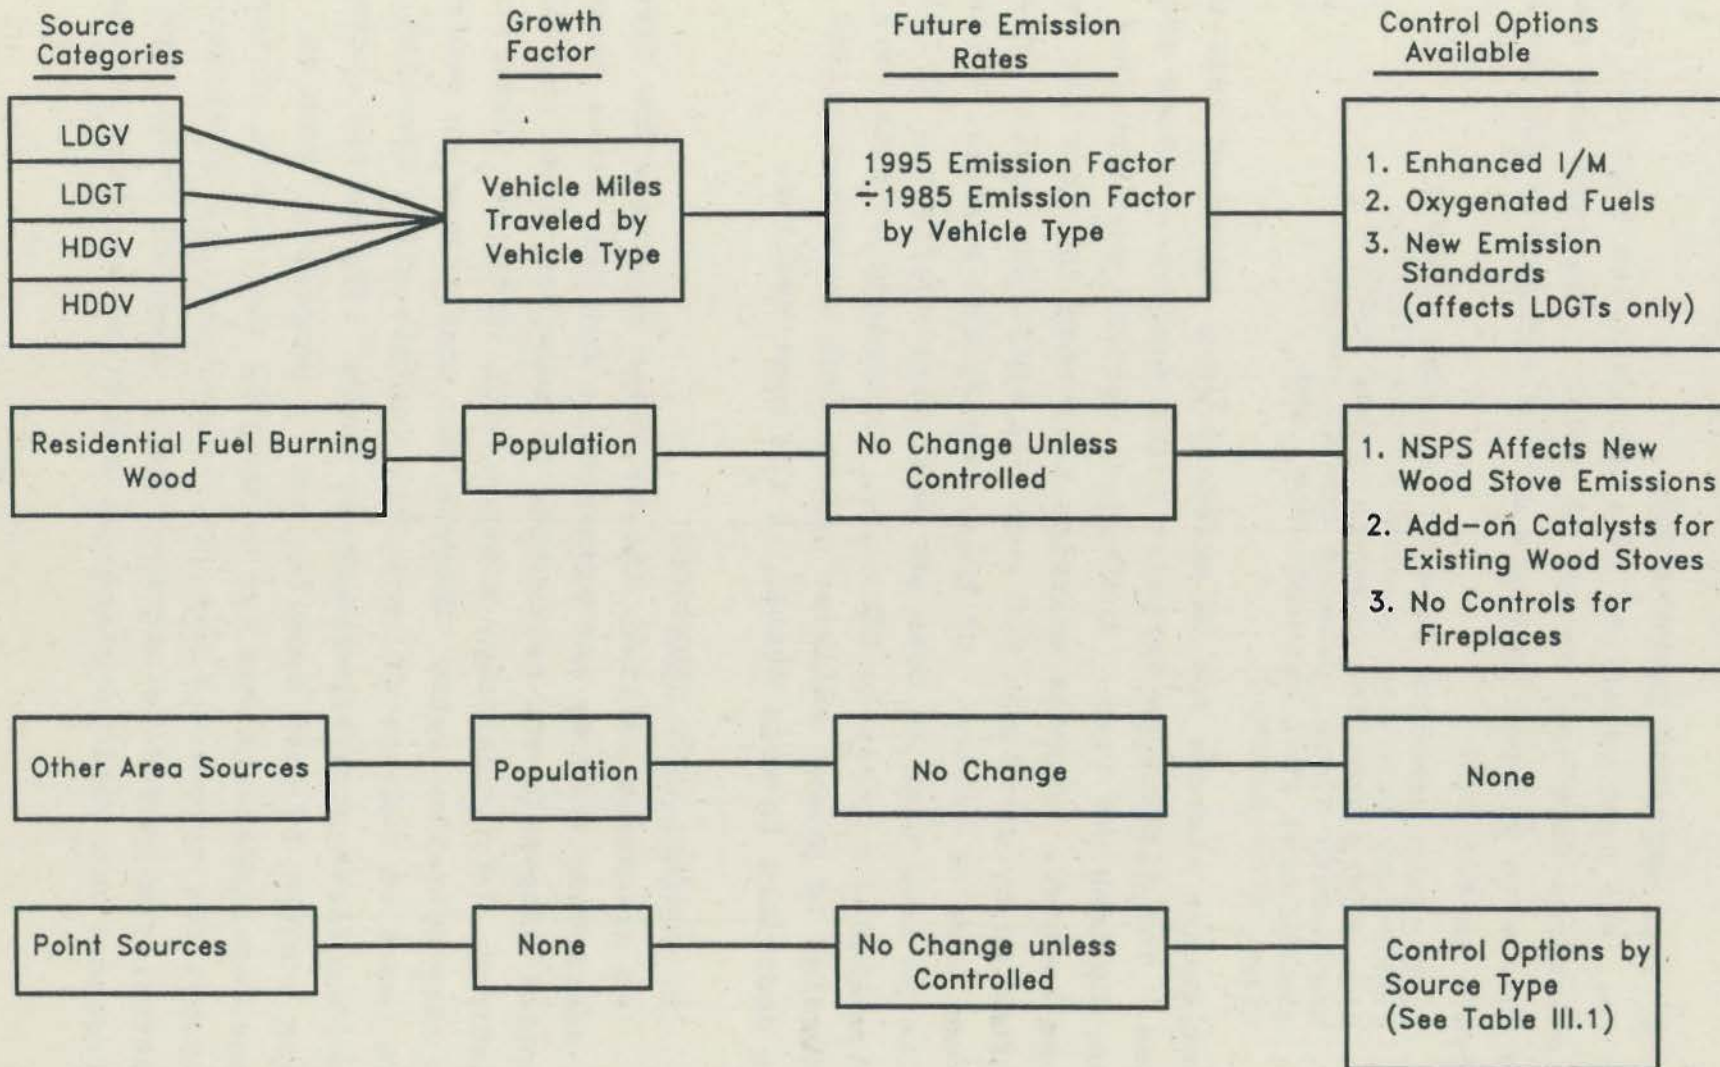 Source
Categories
Growth
Factor
Future Emission
Rates
Control Options
Available
LDGV
LDGT
HDGV
HDDV
Vehicle Miles
Traveled by
Vehicle Type
1995 Emission Factor
÷1985 Emission Factor
by Vehicle Type
1. Enhanced I/M
2. Oxygenated Fuels
3. New Emission
Standards
(affects LDGTs only)
Residential Fuel Burning
Wood
Population
No Change Unless
Controlled
1. NSPS Affects New
Wood Stove Emissions
2. Add-on Catalysts for
Existing Wood Stoves
3. No Controls for
Fireplaces
Other Area Sources
Population
No Change
None
Point Sources
None
No Change unless
Controlled
Control Options by
Source Type
(See Table III.1)